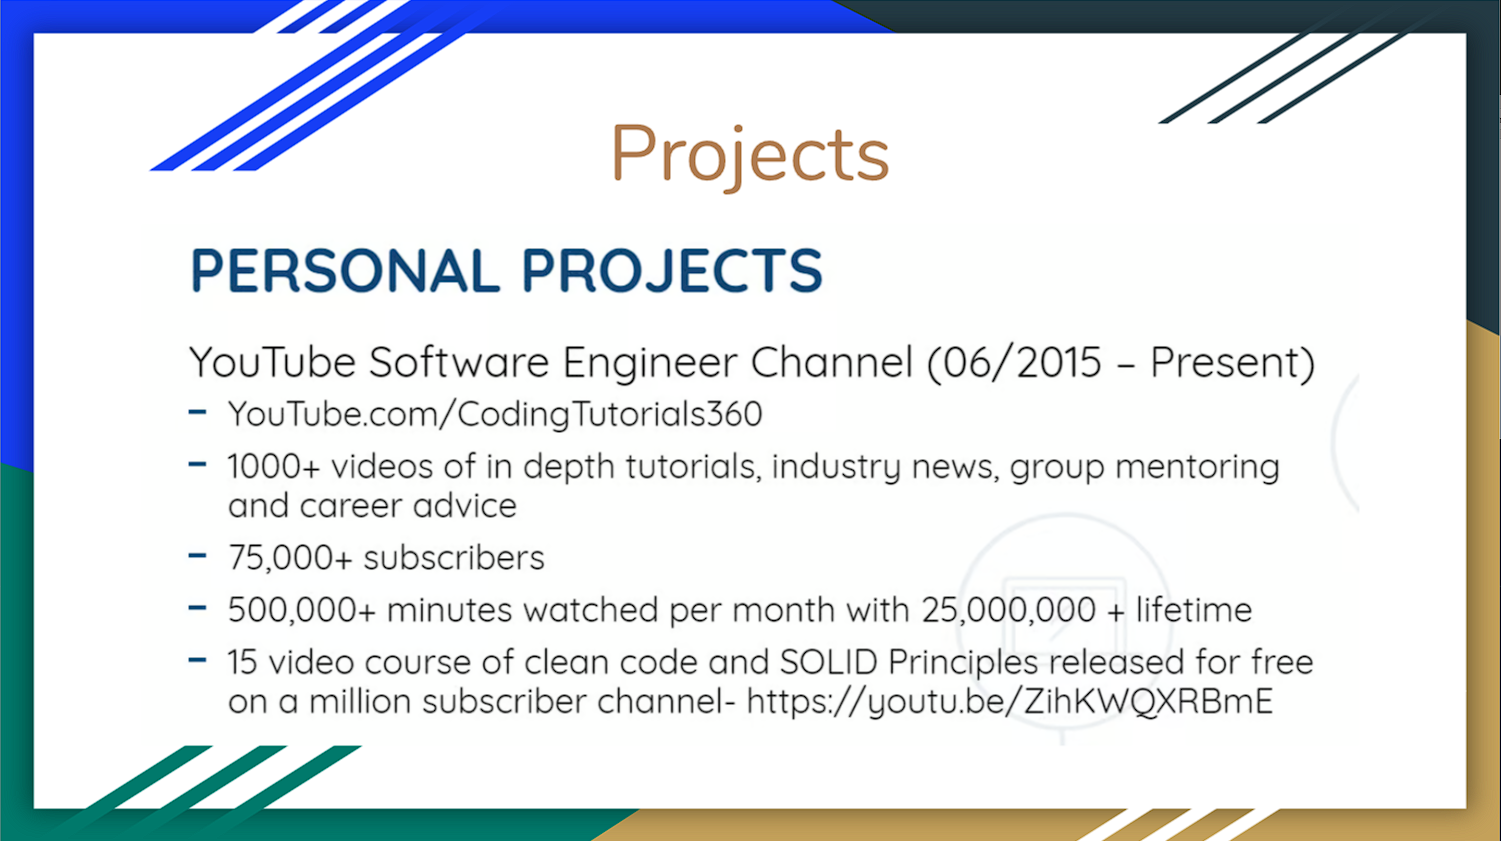 Projects
PERSONAL PROJECTS
YouTube Software Engineer Channel (06/2015 – Present)
– YouTube.com/CodingTutorials360
– 1000+ videos of in depth tutorials, industry news, group mentoring
and career advice
– 75,000+ subscribers
– 500,000+ minutes watched per month with 25,000,000 + lifetime
– 15 video course of clean code and SOLID Principles released for free
on a million subscriber channel- https://youtu.be/ZihKWQXRBmE